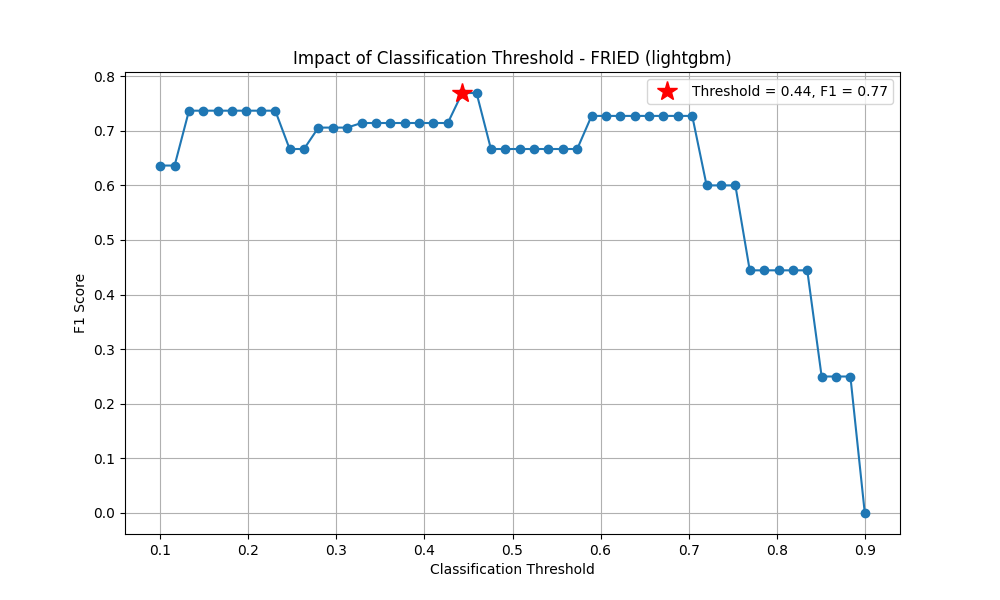 Impact of Classification Threshold - FRIED (lightgbm)
Threshold = 0.44, F1 = 0.77
F1 Score
0.8
0.7
0.6
0.5
0.4
0.3
0.2
0.1
0.0
0.1 0.2 0.3 0.4 0.5 0.6 0.7 0.8 0.9
Classification Threshold